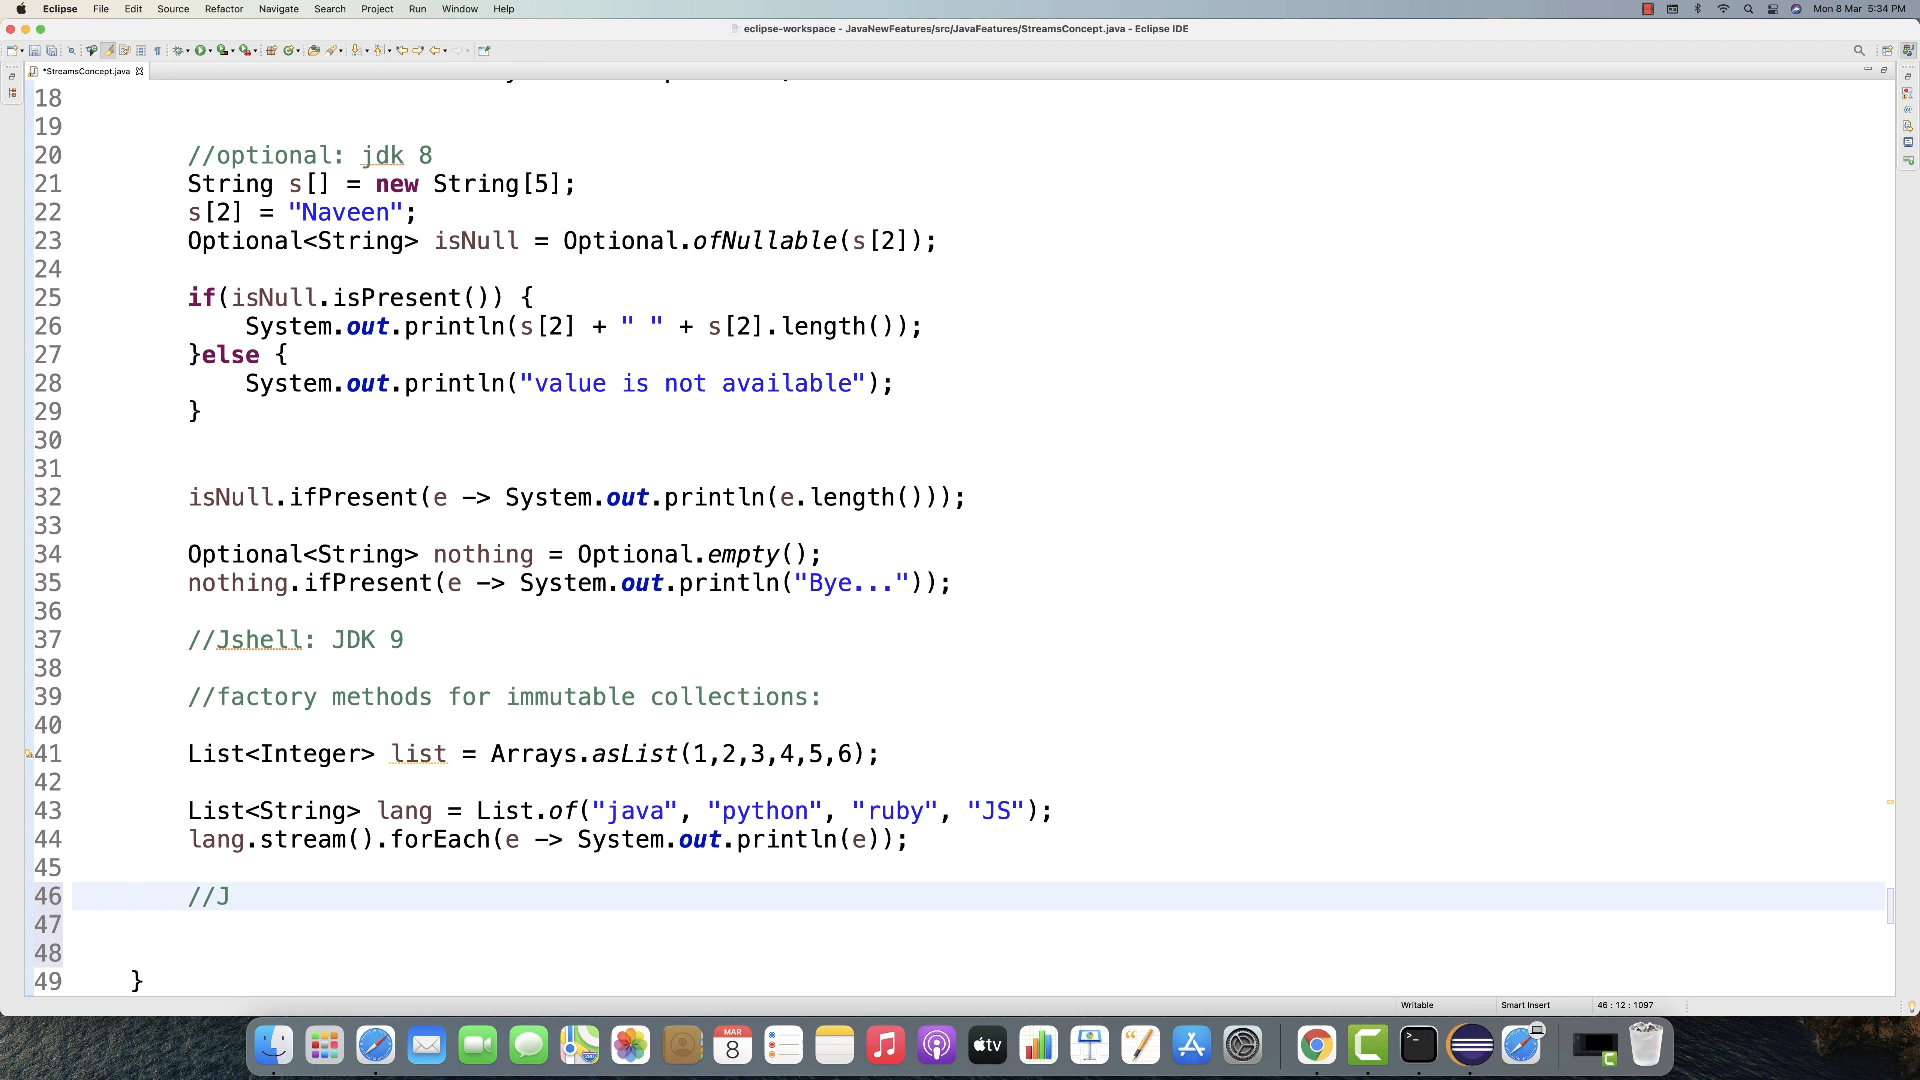 Eclipse File Edit Source Refactor Navigate Search Project Run Window Help Mon 8 Mar 5:34 PM
eclipse-workspace - JavaNewFeatures/src/JavaFeatures/StreamsConcept.java - Eclipse IDE
*StreamsConcept.java
18
19
20 //optional: jdk 8
21 String s[] = new String[5];
22 s[2] = "Naveen";
23 Optional<String> isNull = Optional.ofNullable(s[2]);
24
25 if(isNull.isPresent()) {
26 System.out.println(s[2] + " " + s[2].length());
27 }else {
28 System.out.println("value is not available");
29 }
30
31
32 isNull.ifPresent(e -> System.out.println(e.length()));
33
34 Optional<String> nothing = Optional.empty();
35 nothing.ifPresent(e -> System.out.println("Bye..."));
36
37 //Jshell: JDK 9
38
39 //factory methods for immutable collections:
40
41 List<Integer> list = Arrays.asList(1,2,3,4,5,6);
42
43 List<String> lang = List.of("java", "python", "ruby", "JS");
44 lang.stream().forEach(e -> System.out.println(e));
45
46 //J
47
48
49 }
Writable Smart Insert 46 : 12 : 1097
MAR
8
tv